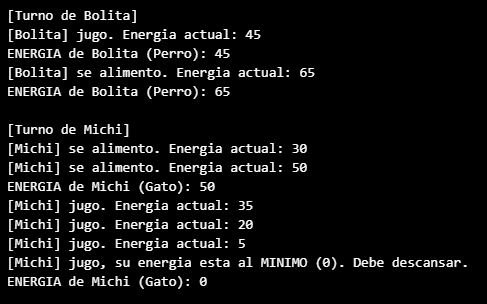 [Turno de Bolita]
[Bolita] jugo. Energia actual: 45
ENERGIA de Bolita (Perro): 45
[Bolita] se alimento. Energia actual: 65
ENERGIA de Bolita (Perro): 65

[Turno de Michi]
[Michi] se alimento. Energia actual: 30
[Michi] se alimento. Energia actual: 50
ENERGIA de Michi (Gato): 50
[Michi] jugo. Energia actual: 35
[Michi] jugo. Energia actual: 20
[Michi] jugo. Energia actual: 5
[Michi] jugo, su energia esta al MINIMO (0). Debe descansar.
ENERGIA de Michi (Gato): 0